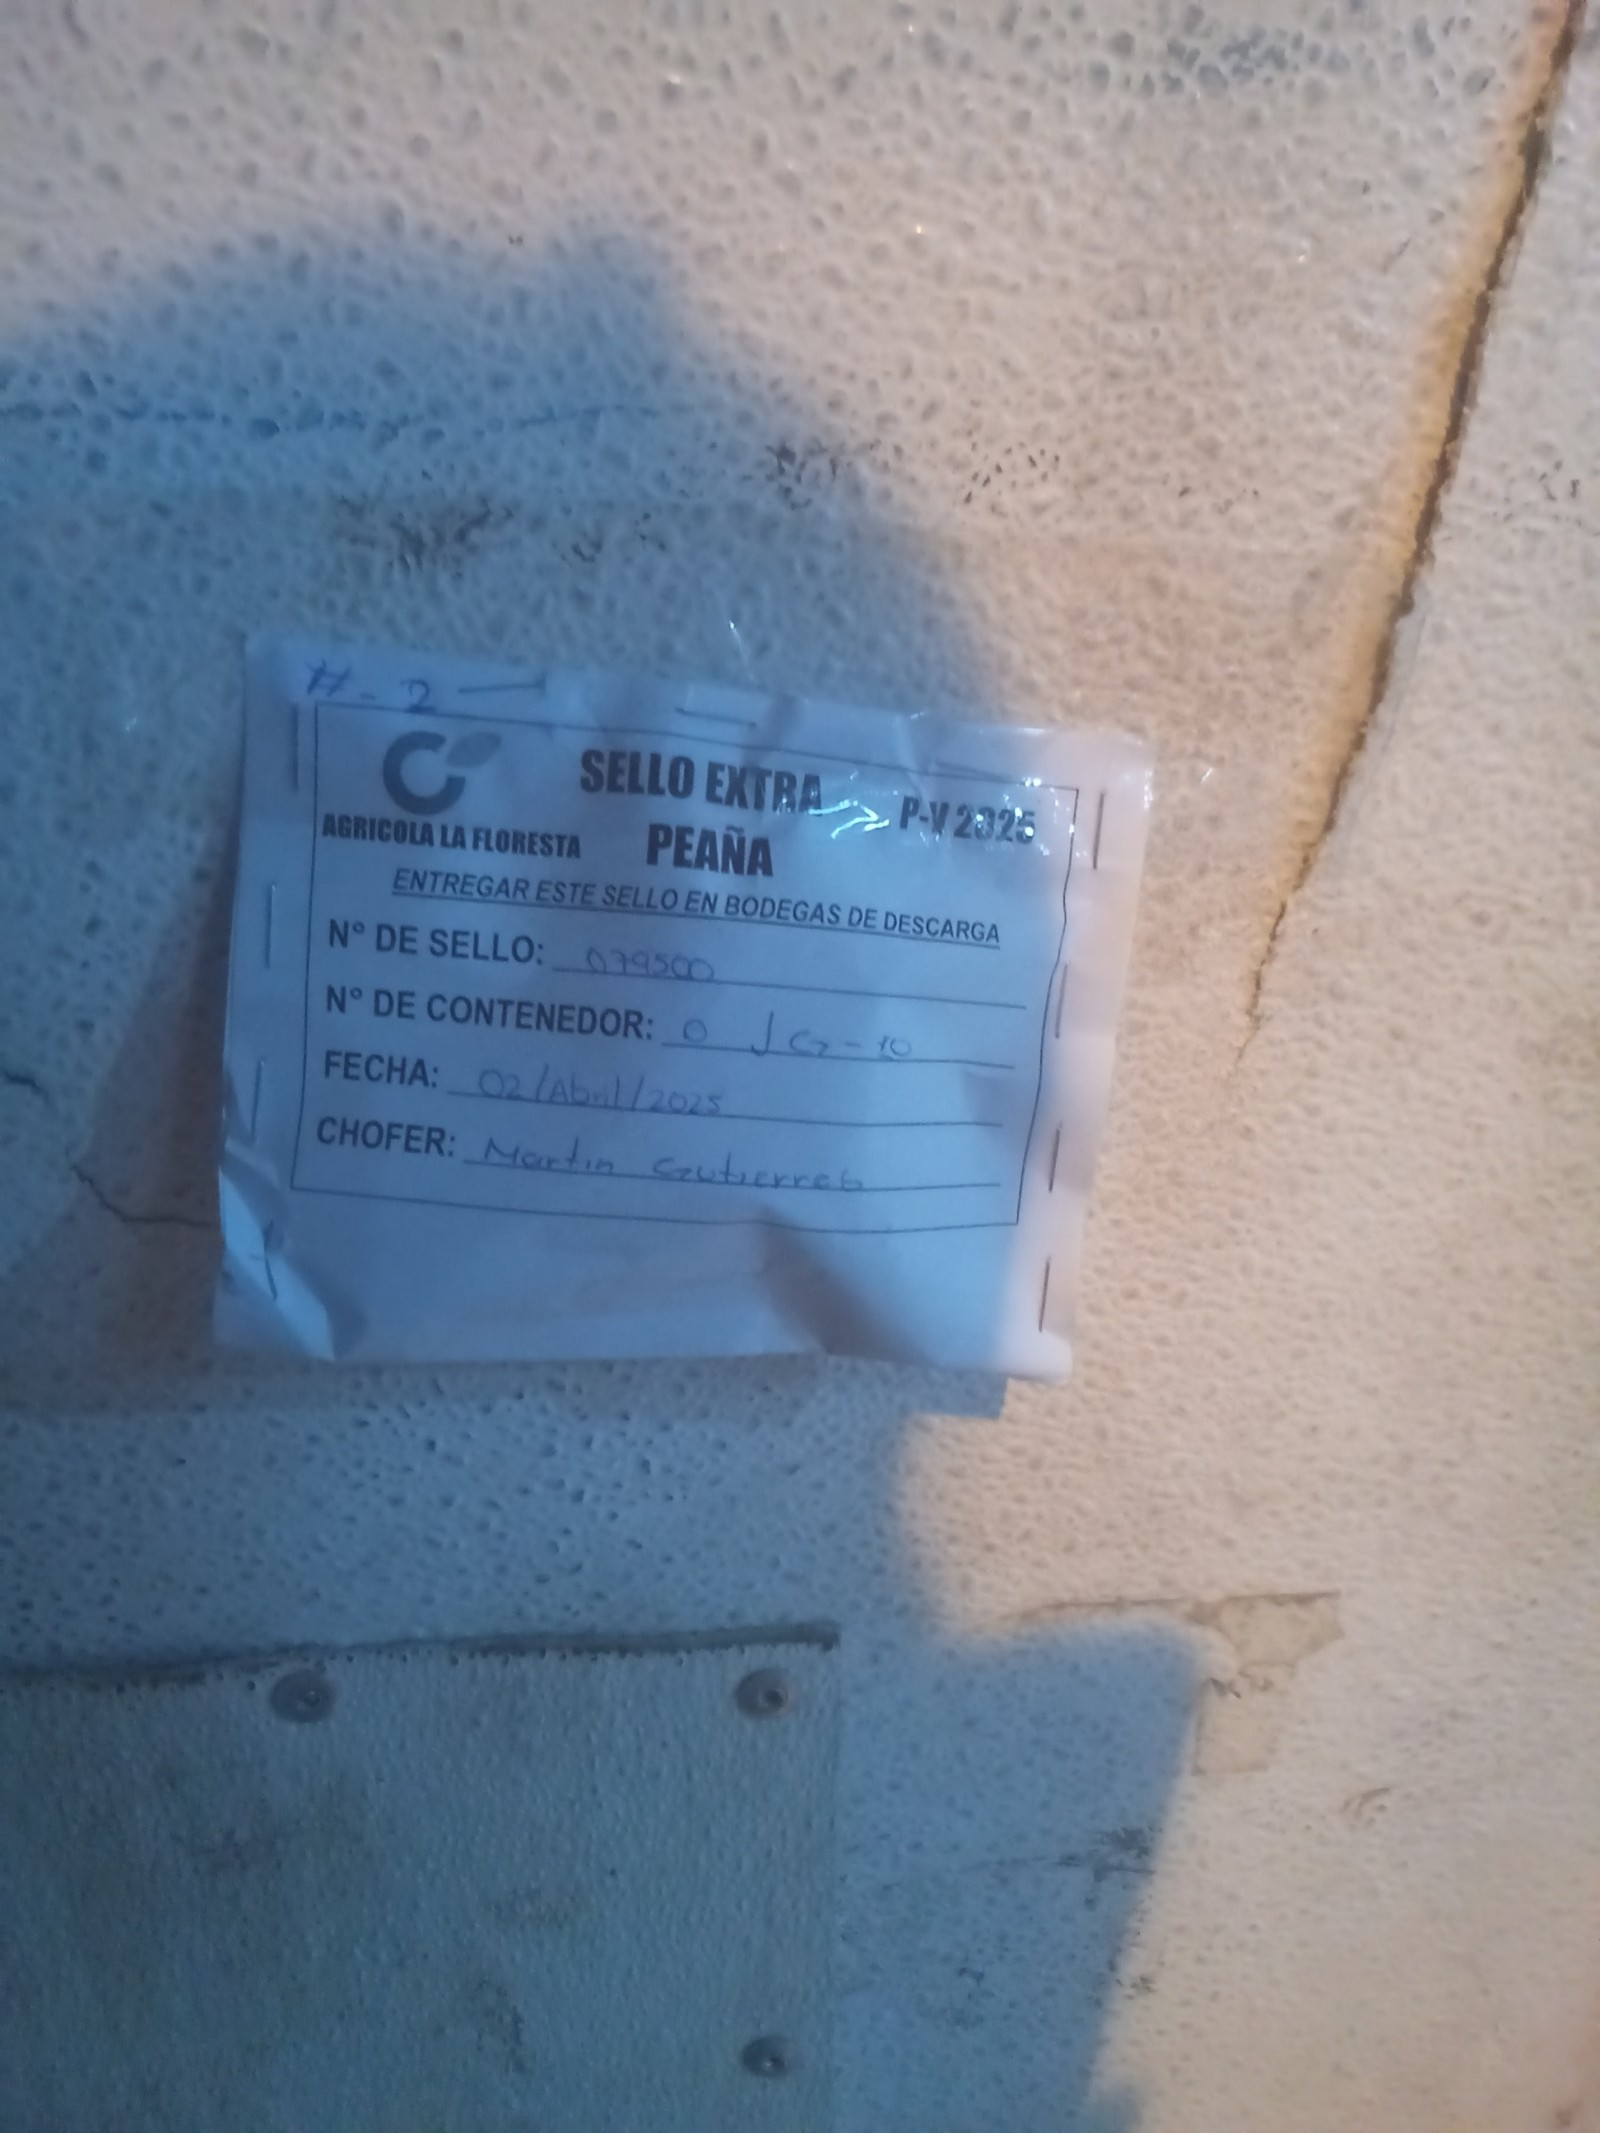 #-2
SELLO EXTRA P-V 2025
AGRICOLA LA FLORESTA PEAÑA
ENTREGAR ESTE SELLO EN BODEGAS DE DESCARGA
N° DE SELLO: 079500
N° DE CONTENEDOR: 0 JG-10
FECHA: 02/Abril/2025
CHOFER: Martin Gutierrez